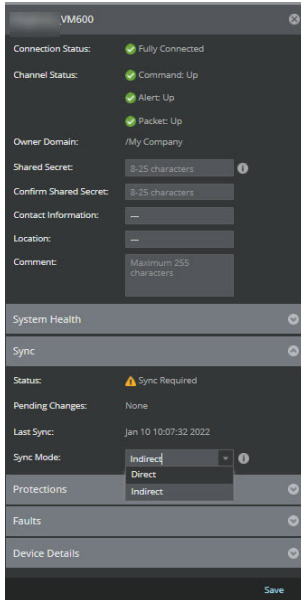 _VM600
Connection Status: Fully Connected
Channel Status: Command: Up
Alert: Up
Packet: Up
Owner Domain: /My Company
Shared Secret: 8-25 characters
Confirm Shared Secret: 8-25 characters
Contact Information: ---
Location: ---
Comment: Maximum 255
characters
System Health
Sync
Status: Sync Required
Pending Changes: None
Last Sync: Jan 10 10:07:32 2022
Sync Mode: Indirect
Direct
Indirect
Protections
Faults
Device Details
Save